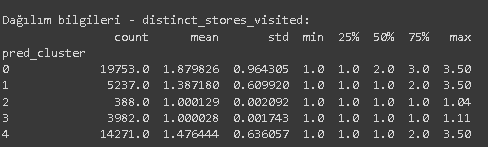 Dağılım bilgileri - distinct_stores_visited:
count mean std min 25% 50% 75% max
pred_cluster
0 19753.0 1.879826 0.964305 1.0 1.0 2.0 3.0 3.50
1 5237.0 1.387180 0.609920 1.0 1.0 1.0 2.0 3.50
2 388.0 1.000129 0.002092 1.0 1.0 1.0 1.0 1.04
3 3982.0 1.000028 0.001743 1.0 1.0 1.0 1.0 1.11
4 14271.0 1.476444 0.636057 1.0 1.0 1.0 2.0 3.50